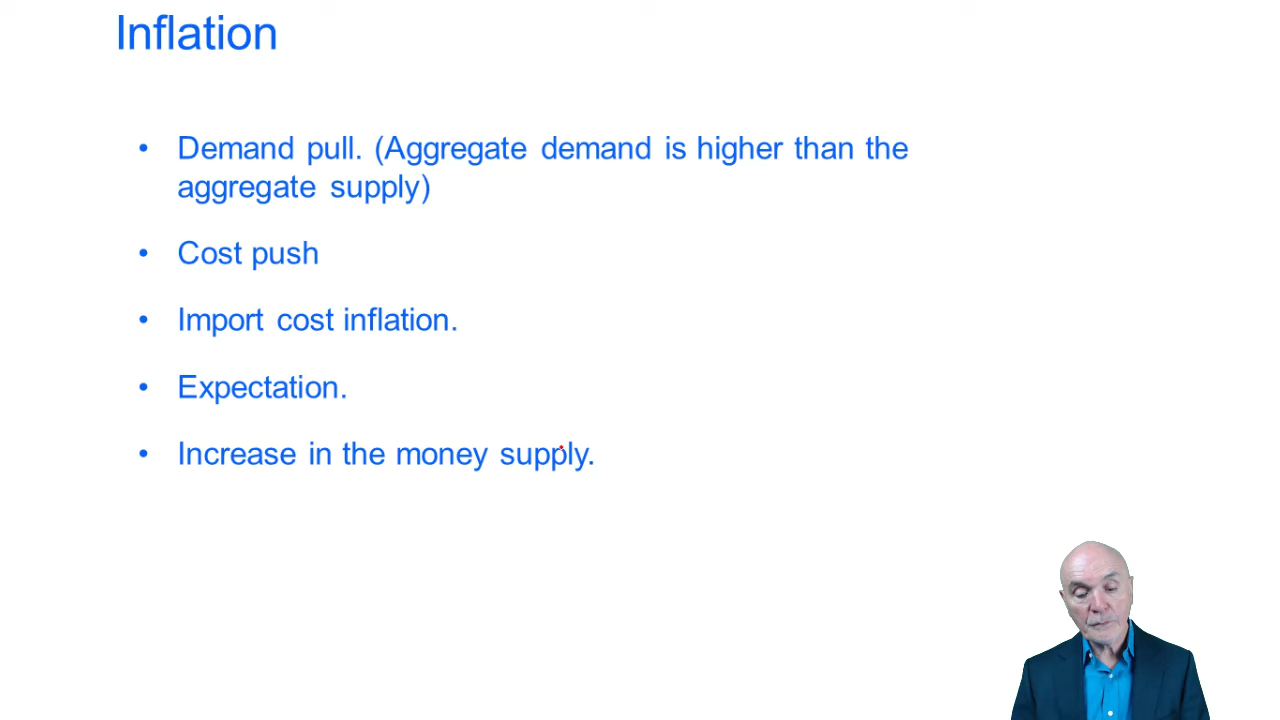 Inflation
• Demand pull. (Aggregate demand is higher than the
aggregate supply)
• Cost push
• Import cost inflation.
• Expectation.
• Increase in the money supply.